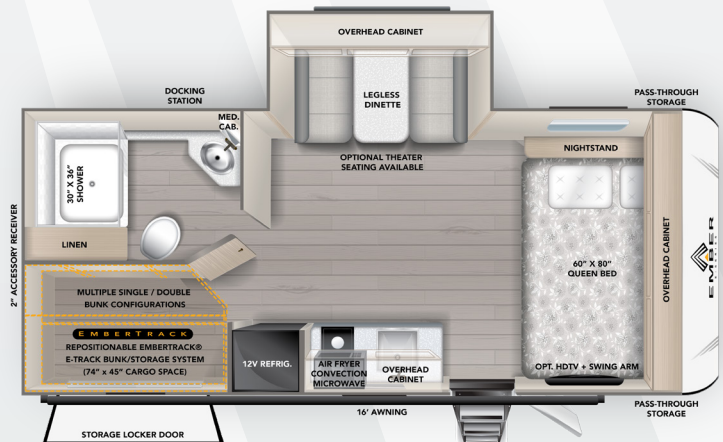 OVERHEAD CABINET
DOCKING
STATION
MED.
CAB.
LEGLESS
DINETTE
PASS-THROUGH
STORAGE
OPTIONAL THEATER
SEATING AVAILABLE
NIGHTSTAND
30" X 36"
SHOWER
LINEN
2" ACCESSORY RECEIVER
60" X 80"
QUEEN BED
OVERHEAD CABINET
EMBER
MULTIPLE SINGLE / DOUBLE
BUNK CONFIGURATIONS
EMBERTRACK
REPOSITIONABLE EMBERTRACK®
E-TRACK BUNK/STORAGE SYSTEM
(74" x 45" CARGO SPACE)
12V REFRIG.
AIR FRYER
CONVECTION
MICROWAVE
OVERHEAD
CABINET
OPT. HDTV + SWING ARM
16' AWNING
PASS-THROUGH
STORAGE
STORAGE LOCKER DOOR